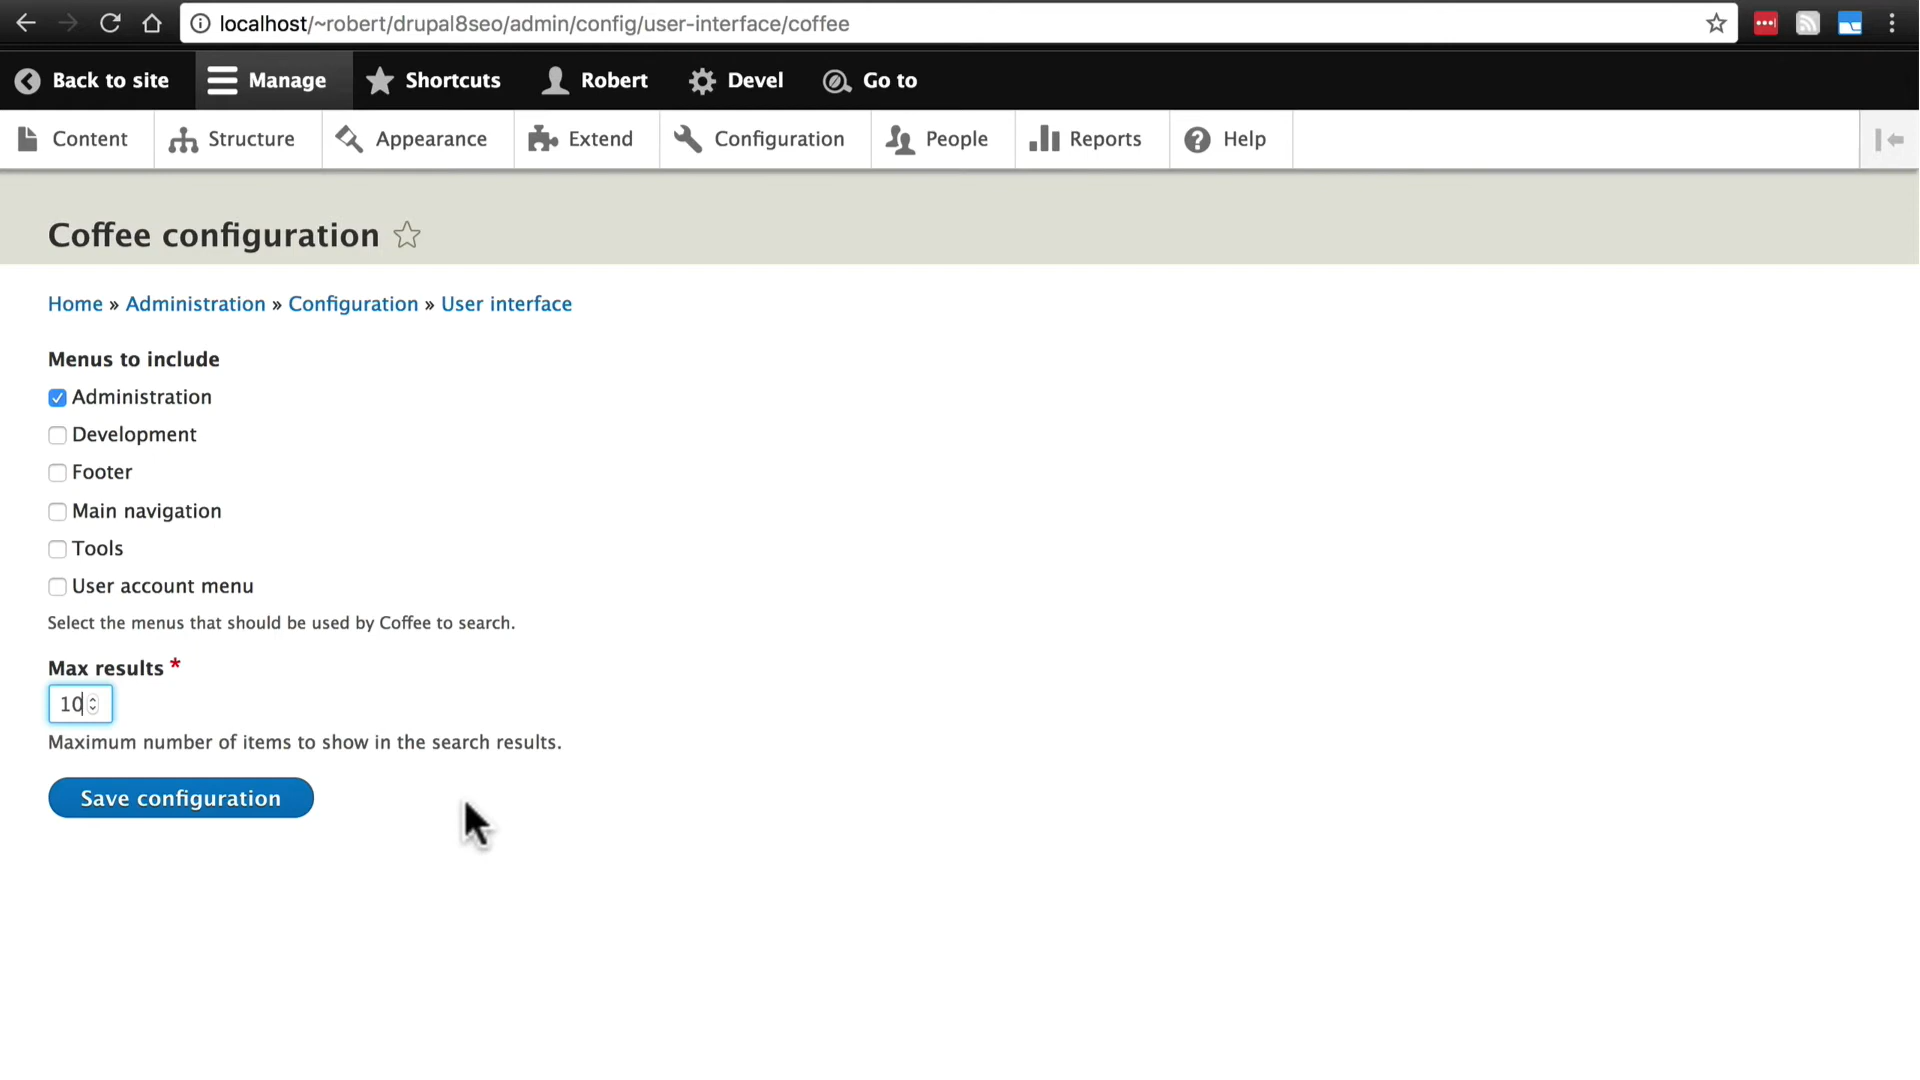 localhost/~robert/drupal8seo/admin/config/user-interface/coffee
Back to site Manage Shortcuts Robert Devel Go to
Content Structure Appearance Extend Configuration People Reports Help
Coffee configuration
Home » Administration » Configuration » User interface
Menus to include
Administration
Development
Footer
Main navigation
Tools
User account menu
Select the menus that should be used by Coffee to search.
Max results *
10
Maximum number of items to show in the search results.
Save configuration